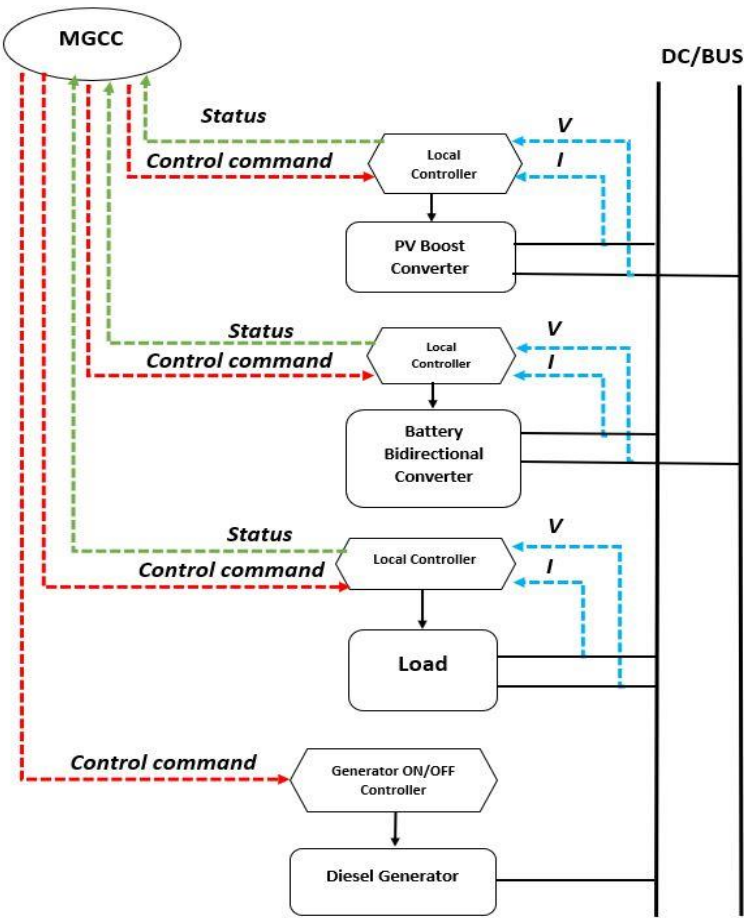 MGCC
DC/BUS
Status
V
Control command
I
Local
Controller
PV Boost
Converter
Status
V
Control command
I
Local
Controller
Battery
Bidirectional
Converter
Status
V
Control command
I
Local Controller
Load
Control command
Generator ON/OFF
Controller
Diesel Generator